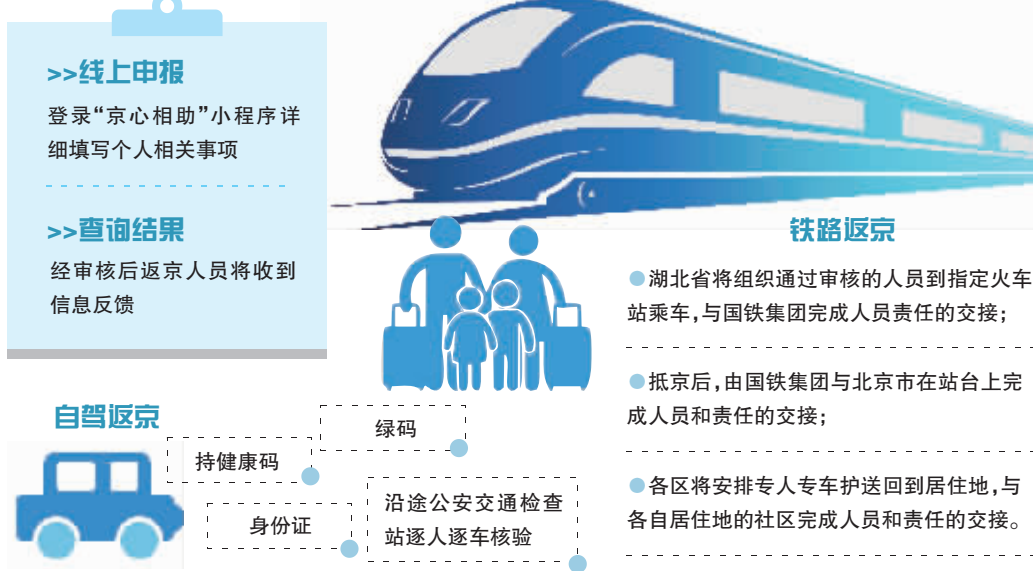 >>线上申报
登录“京心相助”小程序详
细填写个人相关事项
>>查询结果
经审核后返京人员将收到
信息反馈
铁路返京
●湖北省将组织通过审核的人员到指定火车
站乘车,与国铁集团完成人员责任的交接;
●抵京后,由国铁集团与北京市在站台上完
成人员和责任的交接;
●各区将安排专人专车护送回到居住地,与
各自居住地的社区完成人员和责任的交接。
自驾返京
持健康码
绿码
身份证
沿途公安交通检查
站逐人逐车核验